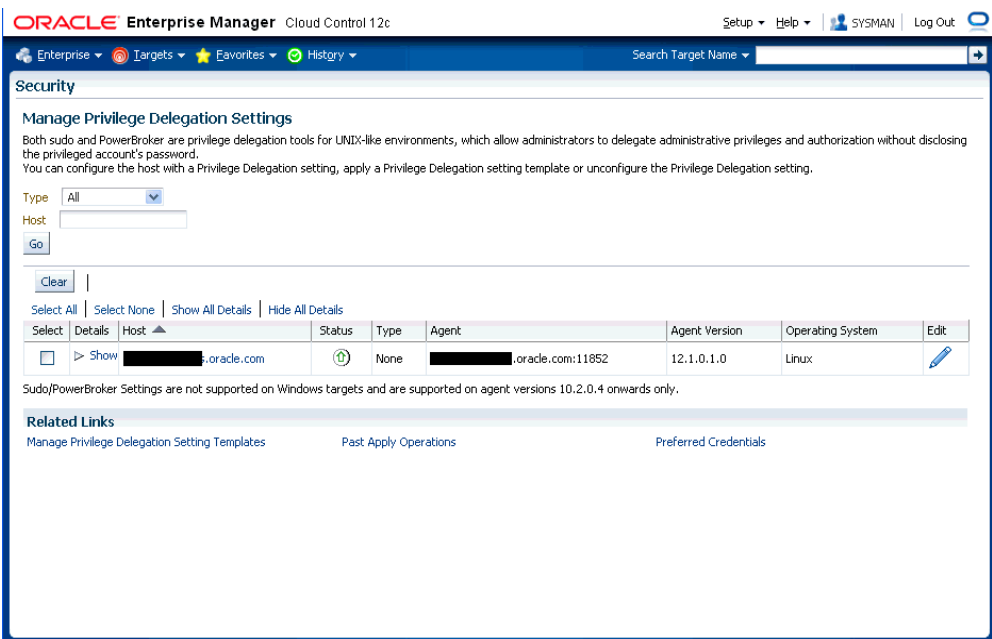 ORACLE Enterprise Manager Cloud Control 12c
Setup Help SYSMAN Log Out
Enterprise Targets Favorites History Search Target Name
Security
Manage Privilege Delegation Settings
Both sudo and PowerBroker are privilege delegation tools for UNIX-like environments, which allow administrators to delegate administrative privileges and authorization without disclosing
the privileged account's password.
You can configure the host with a Privilege Delegation setting, apply a Privilege Delegation setting template or unconfigure the Privilege Delegation setting.
Type All
Host
Go
Clear
Select All Select None Show All Details Hide All Details
Select Details Host Status Type Agent Agent Version Operating System Edit
Show .oracle.com None .oracle.com:11852 12.1.0.1.0 Linux
Sudo/PowerBroker Settings are not supported on Windows targets and are supported on agent versions 10.2.0.4 onwards only.
Related Links
Manage Privilege Delegation Setting Templates Past Apply Operations Preferred Credentials